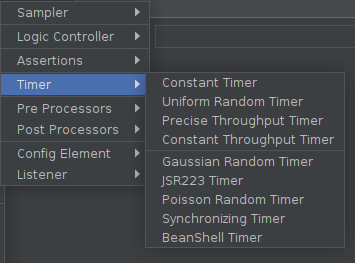 Sampler
Logic Controller
Assertions
Timer
Pre Processors
Post Processors
Config Element
Listener
Constant Timer
Uniform Random Timer
Precise Throughput Timer
Constant Throughput Timer
Gaussian Random Timer
JSR223 Timer
Poisson Random Timer
Synchronizing Timer
BeanShell Timer